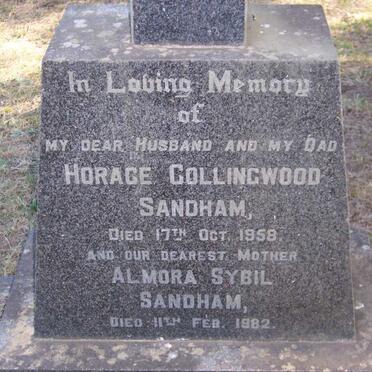 In Loving Memory
of
MY DEAR HUSBAND AND MY DAD
HORACE COLLINGWOOD
SANDHAM,
DIED 17TH OCT. 1958.
AND OUR DEAREST MOTHER
ALMORA SYBIL
SANDHAM,
DIED 11TH FEB. 1982.